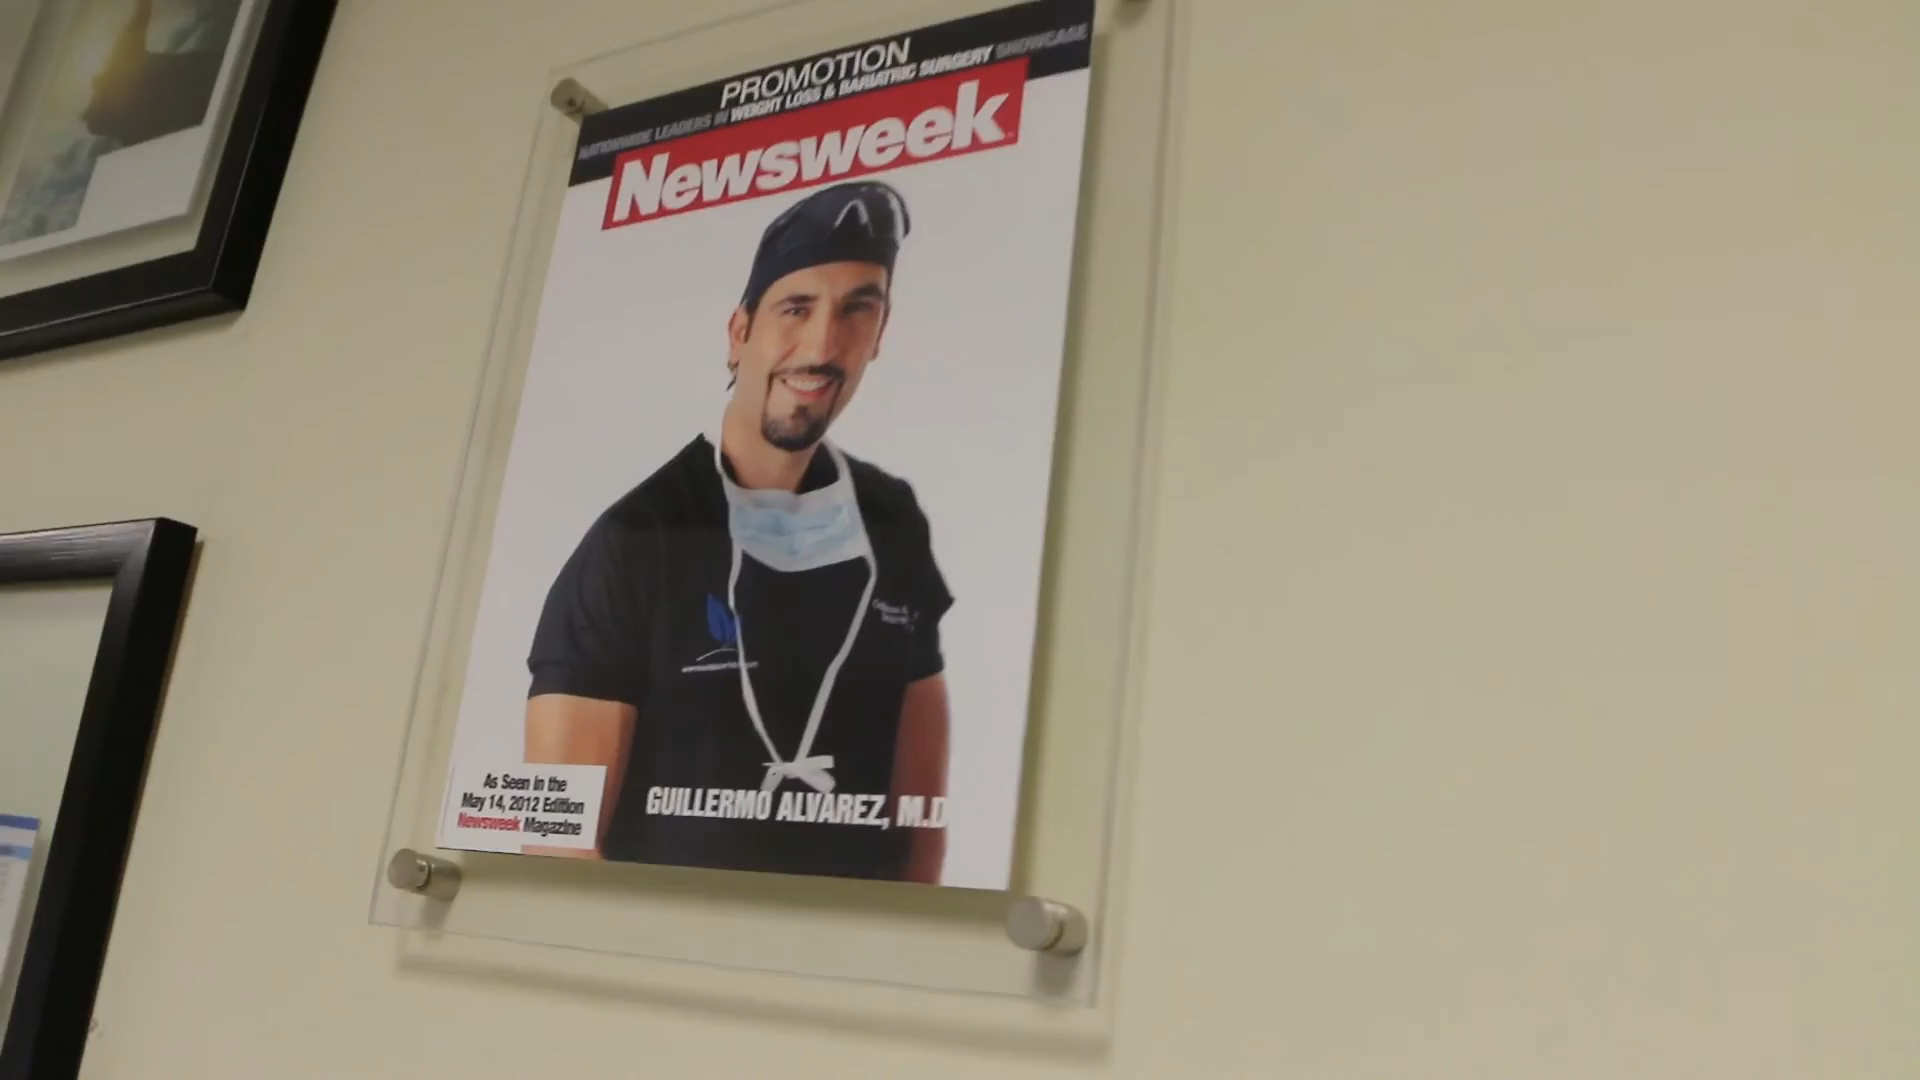 PROMOTION
NATIONWIDE LEADERS IN WEIGHT LOSS & BARIATRIC SURGERY SHOWCASE
Newsweek
As Seen in the
May 14, 2012 Edition
Newsweek Magazine
GUILLERMO ALVAREZ, M.D